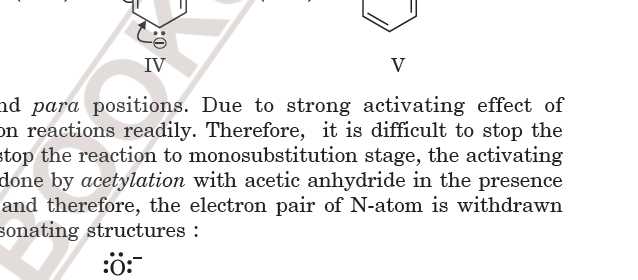 IV V
nd para positions. Due to strong activating effect of
on reactions readily. Therefore, it is difficult to stop the
stop the reaction to monosubstitution stage, the activating
done by acetylation with acetic anhydride in the presence
and therefore, the electron pair of N-atom is withdrawn
sonating structures :
:Ö:⁻